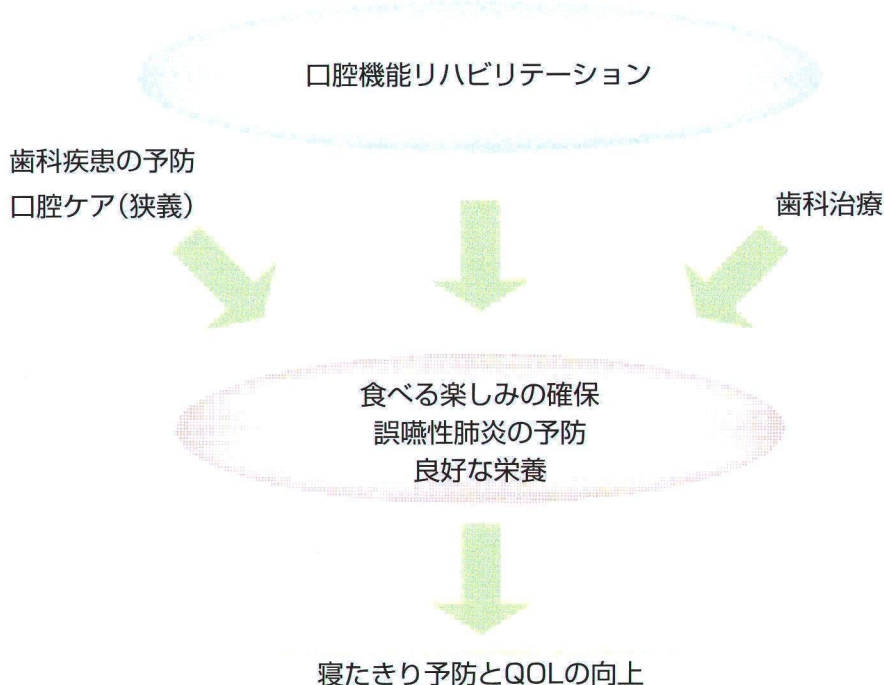 口腔機能リハビリテーション
歯科疾患の予防
口腔ケア(狭義)
歯科治療
食べる楽しみの確保
誤嚥性肺炎の予防
良好な栄養
寝たきり予防とQOLの向上